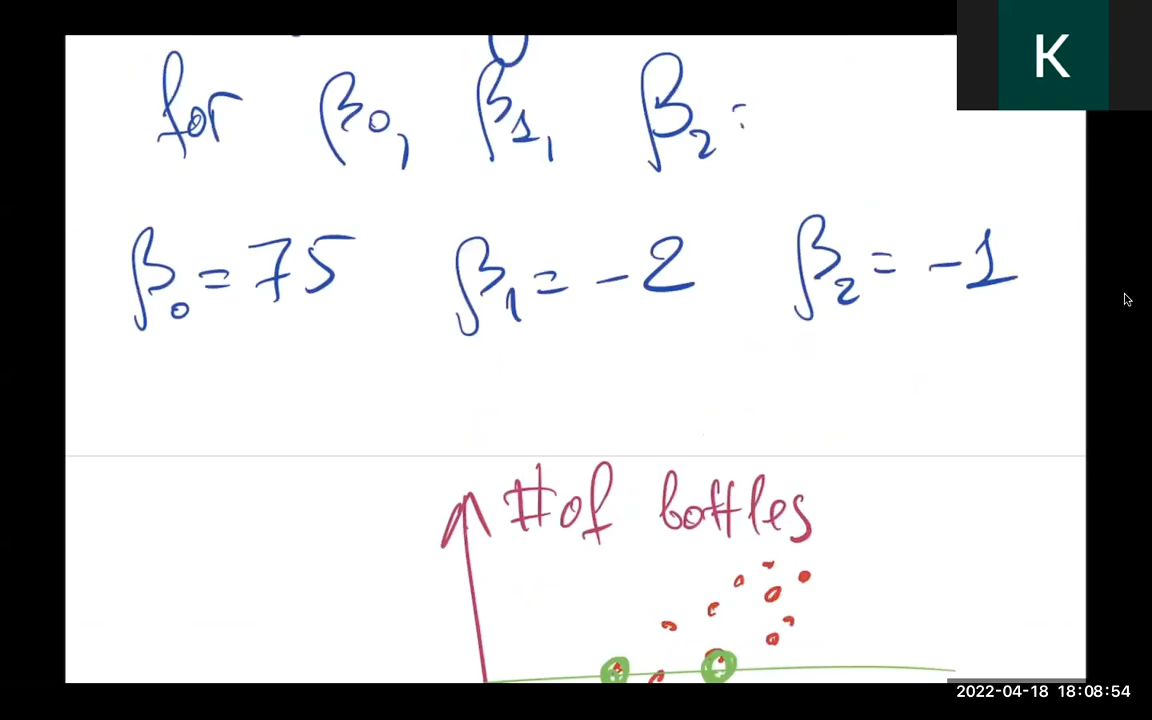 K
for β0, β1, β2:
β0 = 75 β1 = -2 β2 = -1
# of bottles
2022-04-18 18:08:54